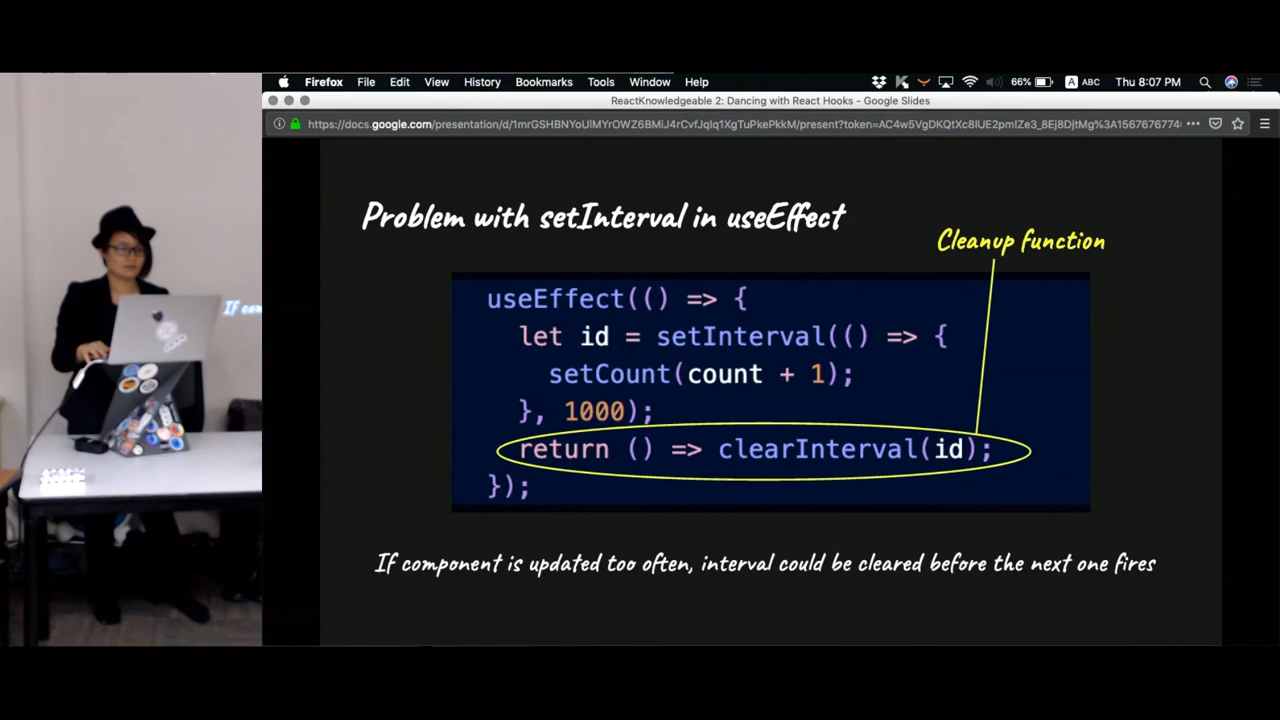 Firefox File Edit View History Bookmarks Tools Window Help 66% A ABC Thu 8:07 PM
ReactKnowledgeable 2: Dancing with React Hooks - Google Slides
Problem with setInterval in useEffect
Cleanup function
useEffect(() => {
let id = setInterval(() => {
setCount(count + 1);
}, 1000);
return () => clearInterval(id);
});
If component is updated too often, interval could be cleared before the next one fires
If com